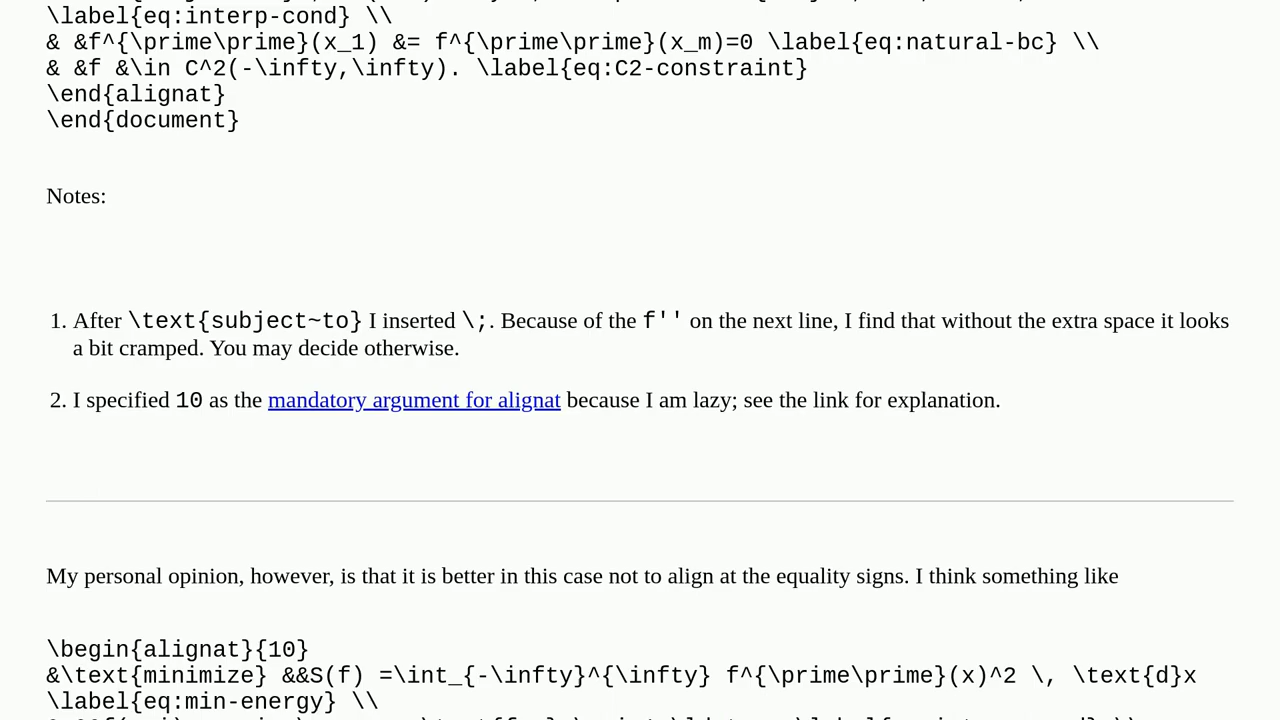 \label{eq:interp-cond} \\
& &f^{\prime\prime}(x_1) &= f^{\prime\prime}(x_m)=0 \label{eq:natural-bc} \\
& &f &\in C^2(-\infty,\infty). \label{eq:C2-constraint}
\end{alignat}
\end{document}
Notes:
1. After \text{subject~to} I inserted \;. Because of the f'' on the next line, I find that without the extra space it looks
a bit cramped. You may decide otherwise.
2. I specified 10 as the mandatory argument for alignat because I am lazy; see the link for explanation.
My personal opinion, however, is that it is better in this case not to align at the equality signs. I think something like
\begin{alignat}{10}
&\text{minimize} &&S(f) =\int_{-\infty}^{\infty} f^{\prime\prime}(x)^2 \, \text{d}x
\label{eq:min-energy} \\